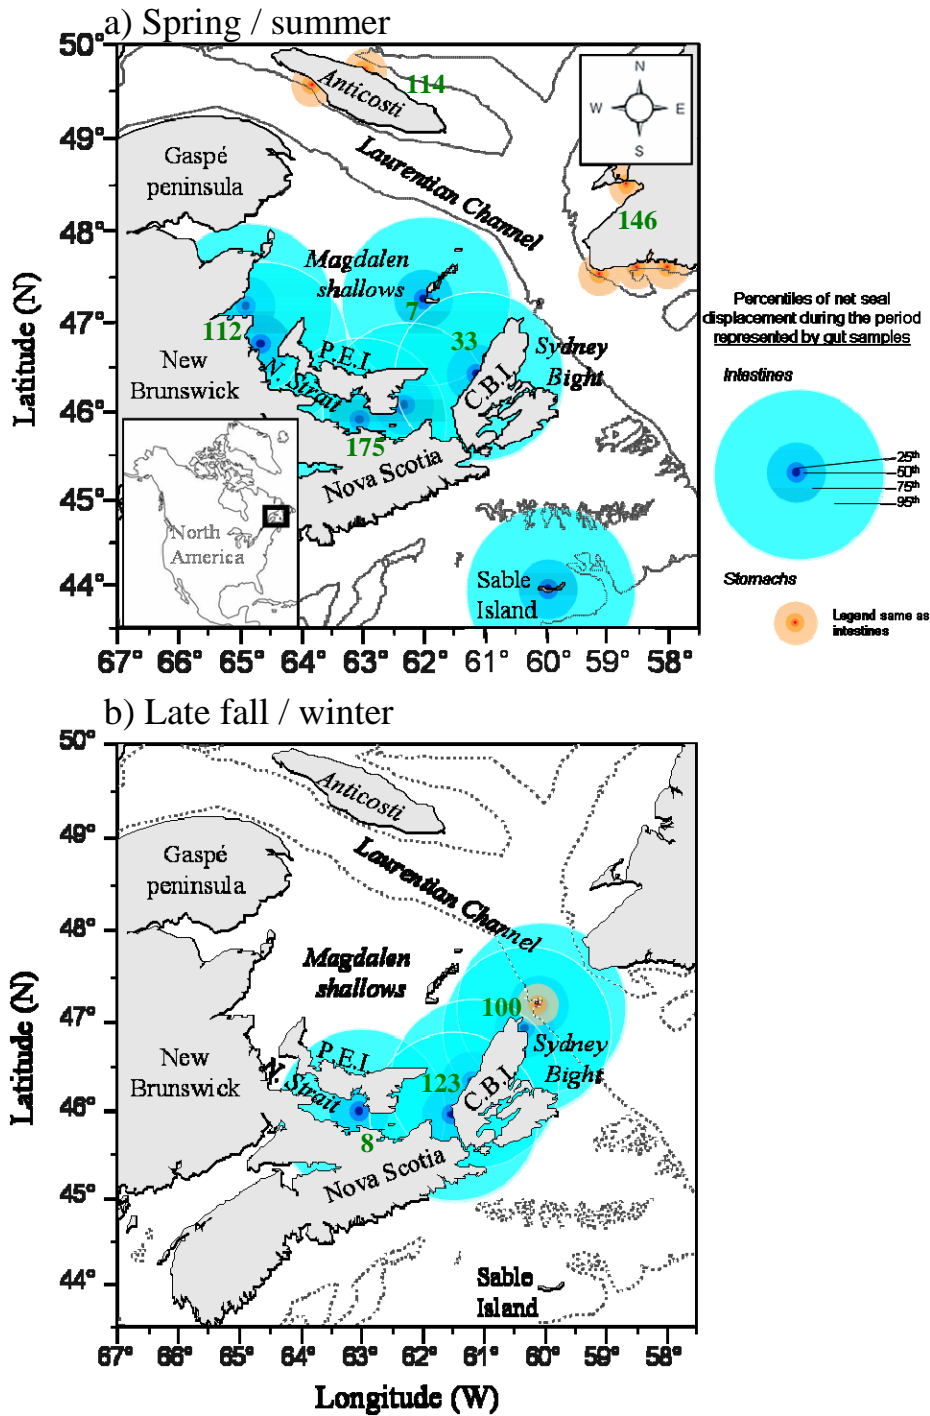 a) Spring / summer
50°
49°
48°
47°
46°
45°
44°
Latitude (N)
Anticosti
114
N
W
E
S
Gaspé
peninsula
Laurentian Channel
146
Magdalen
shallows
7
112
33
Sydney
Bight
P.E.I.
N. Strait
C.B.I.
New
Brunswick
175
Nova Scotia
North
America
Sable
Island
67° 66° 65° 64° 63° 62° 61° 60° 59° 58°
Percentiles of net seal
displacement during the period
represented by gut samples
Intestines
25th
50th
75th
95th
Stomachs
Legend same as
intestines
b) Late fall / winter
50°
49°
48°
47°
46°
45°
44°
Latitude (N)
Anticosti
Gaspé
peninsula
Laurentian Channel
Magdalen
shallows
100
Sydney
Bight
P.E.I.
N. Strait
123
C.B.I.
New
Brunswick
8
Nova Scotia
Sable
Island
67° 66° 65° 64° 63° 62° 61° 60° 59° 58°
Longitude (W)